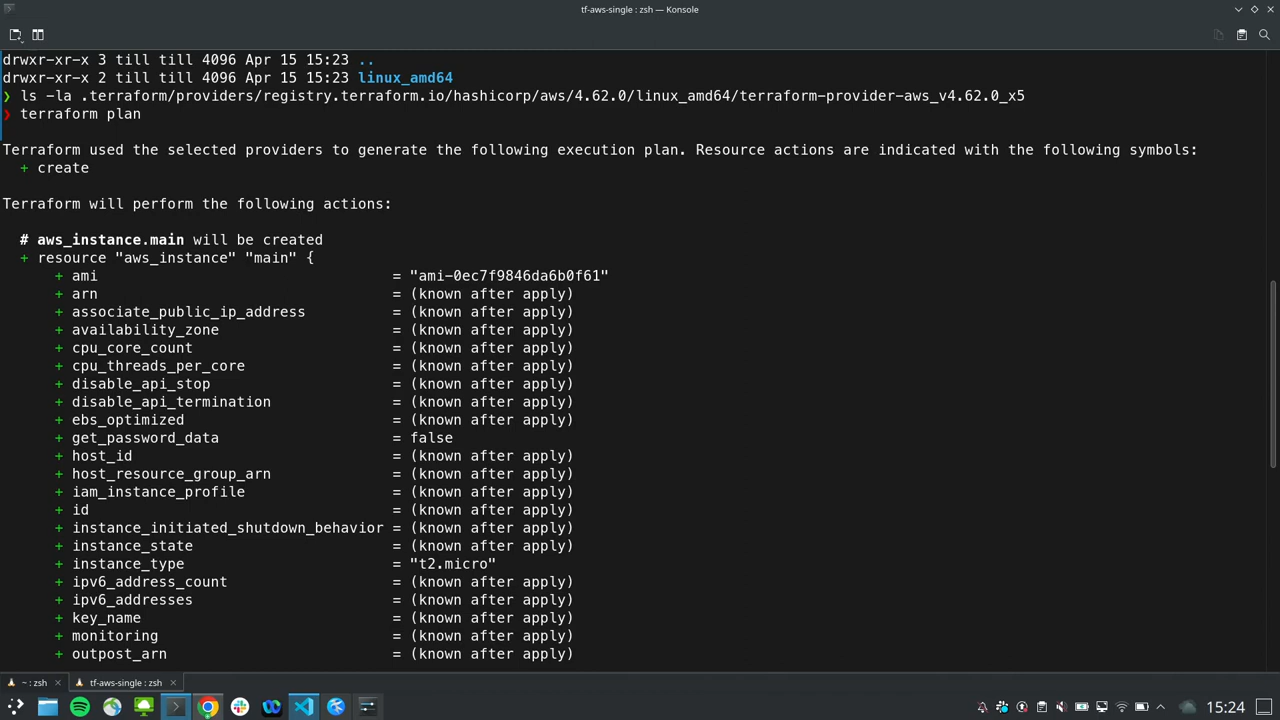 tf-aws-single : zsh — Konsole
drwxr-xr-x 3 till till 4096 Apr 15 15:23 ..
drwxr-xr-x 2 till till 4096 Apr 15 15:23 linux_amd64
❯ ls -la .terraform/providers/registry.terraform.io/hashicorp/aws/4.62.0/linux_amd64/terraform-provider-aws_v4.62.0_x5
❯ terraform plan
Terraform used the selected providers to generate the following execution plan. Resource actions are indicated with the following symbols:
+ create
Terraform will perform the following actions:
# aws_instance.main will be created
+ resource "aws_instance" "main" {
+ ami = "ami-0ec7f9846da6b0f61"
+ arn = (known after apply)
+ associate_public_ip_address = (known after apply)
+ availability_zone = (known after apply)
+ cpu_core_count = (known after apply)
+ cpu_threads_per_core = (known after apply)
+ disable_api_stop = (known after apply)
+ disable_api_termination = (known after apply)
+ ebs_optimized = (known after apply)
+ get_password_data = false
+ host_id = (known after apply)
+ host_resource_group_arn = (known after apply)
+ iam_instance_profile = (known after apply)
+ id = (known after apply)
+ instance_initiated_shutdown_behavior = (known after apply)
+ instance_state = (known after apply)
+ instance_type = "t2.micro"
+ ipv6_address_count = (known after apply)
+ ipv6_addresses = (known after apply)
+ key_name = (known after apply)
+ monitoring = (known after apply)
+ outpost_arn = (known after apply)
~ : zsh
tf-aws-single : zsh
15:24